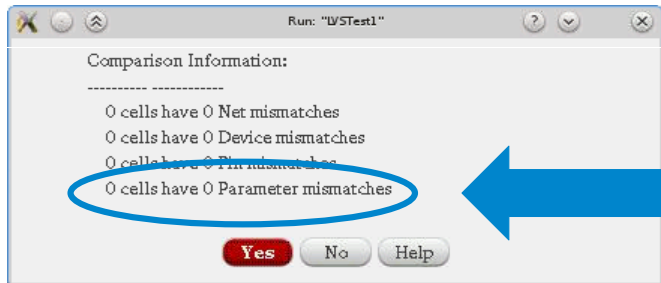 Run: "LVSTest1"
Comparison Information:
---------- ------------
0 cells have 0 Net mismatches
0 cells have 0 Device mismatches
0 cells have 0 Pin mismatches
0 cells have 0 Parameter mismatches
Yes No Help